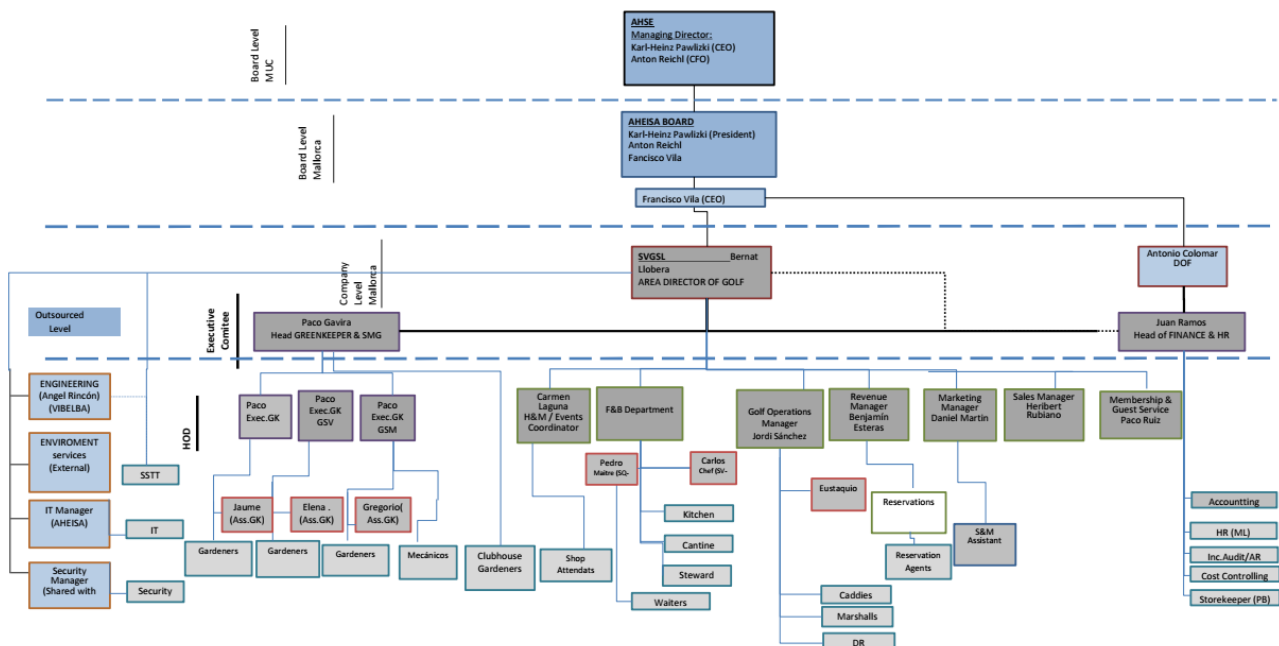 AHSE
Managing Director:
Karl-Heinz Pawlizki (CEO)
Anton Reichl (CFO)
Board Level
MUC
AHEISA BOARD
Karl-Heinz Pawlizki (President)
Anton Reichl
Fancisco Vila
Board Level
Mallorca
Francisco Vila (CEO)
Company
Level
Mallorca
SVGSL Bernat
Llobera
AREA DIRECTOR OF GOLF
Antonio Colomar
DOF
Outsourced
Level
Executive
Comitee
Paco Gavira
Head GREENKEEPER & SMG
Juan Ramos
Head of FINANCE & HR
HOD
ENGINEERING
(Angel Rincón)
(VIBELBA)
Paco
Exec.GK
Paco
Exec.GK
GSV
Paco
Exec.GK
GSM
Carmen
Laguna
H&M / Events
Coordinator
F&B Department
Golf Operations
Manager
Jordi Sánchez
Revenue
Manager
Benjamín
Esteras
Marketing
Manager
Daniel Martin
Sales Manager
Heribert
Rubiano
Membership &
Guest Service
Paco Ruiz
ENVIROMENT
services
(External)
SSTT
Pedro
Maitre (SQ-
Carlos
Chef (SV-
Eustaquio
Reservations
Accountting
IT Manager
(AHEISA)
IT
Jaume
(Ass.GK)
Elena .
(Ass.GK)
Gregorio(
Ass.GK)
Kitchen
S&M
Assistant
HR (ML)
Gardeners
Gardeners
Gardeners
Mecánicos
Clubhouse
Gardeners
Shop
Attendats
Cantine
Reservation
Agents
Inc.Audit/AR
Security
Manager
(Shared with
Security
Steward
Cost Controlling
Waiters
Caddies
Storekeeper (PB)
Marshalls
DR